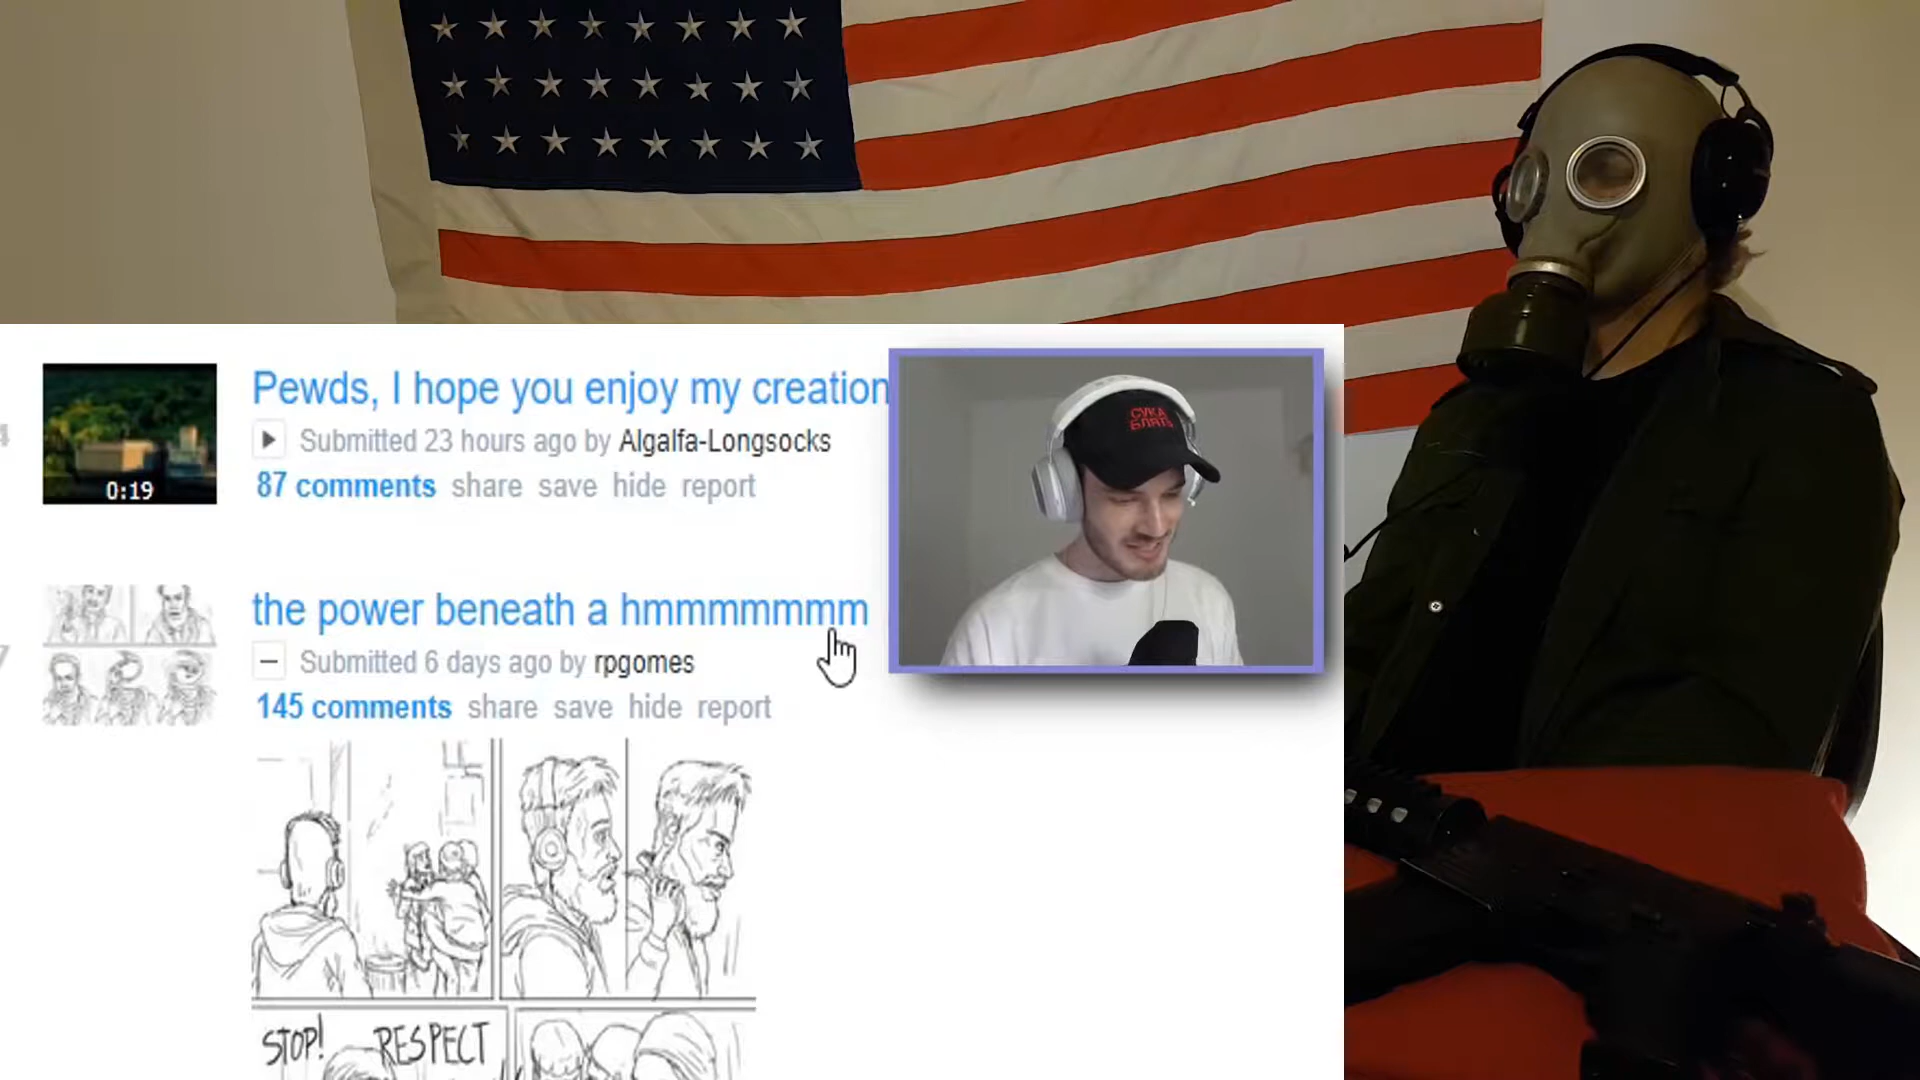 Pewds, I hope you enjoy my creation
Submitted 23 hours ago by Algalfa-Longsocks
0:19
87 comments share save hide report
СУКА
БЛЯТЬ
the power beneath a hmmmmmmm
Submitted 6 days ago by rpgomes
145 comments share save hide report
STOP! RESPECT